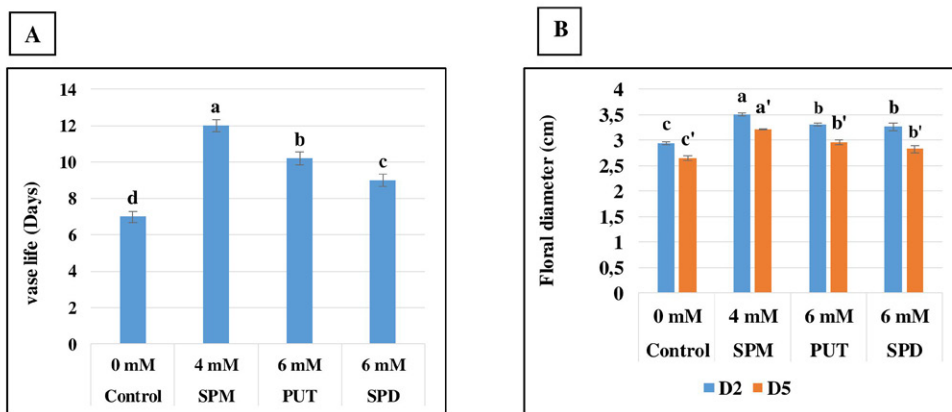 A
B
vase life (Days)
14
12
10
8
6
4
2
0
a
b
c
d
0 mM 4 mM 6 mM 6 mM
Control SPM PUT SPD
Floral diameter (cm)
4
3,5
3
2,5
2
1,5
1
0,5
0
a a' b b
c c' b' b'
0 mM 4 mM 6 mM 6 mM
Control SPM PUT SPD
D2 D5